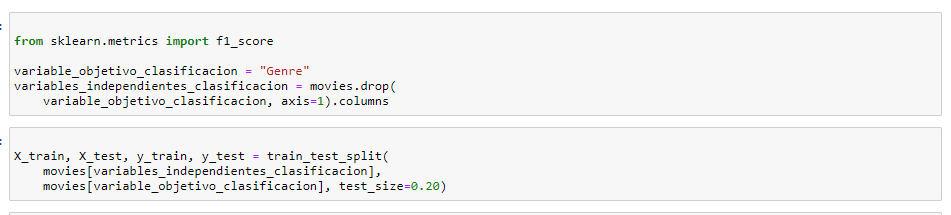 from sklearn.metrics import f1_score
variable_objetivo_clasificacion = "Genre"
variables_independientes_clasificacion = movies.drop(
    variable_objetivo_clasificacion, axis=1).columns
X_train, X_test, y_train, y_test = train_test_split(
    movies[variables_independientes_clasificacion],
    movies[variable_objetivo_clasificacion], test_size=0.20)